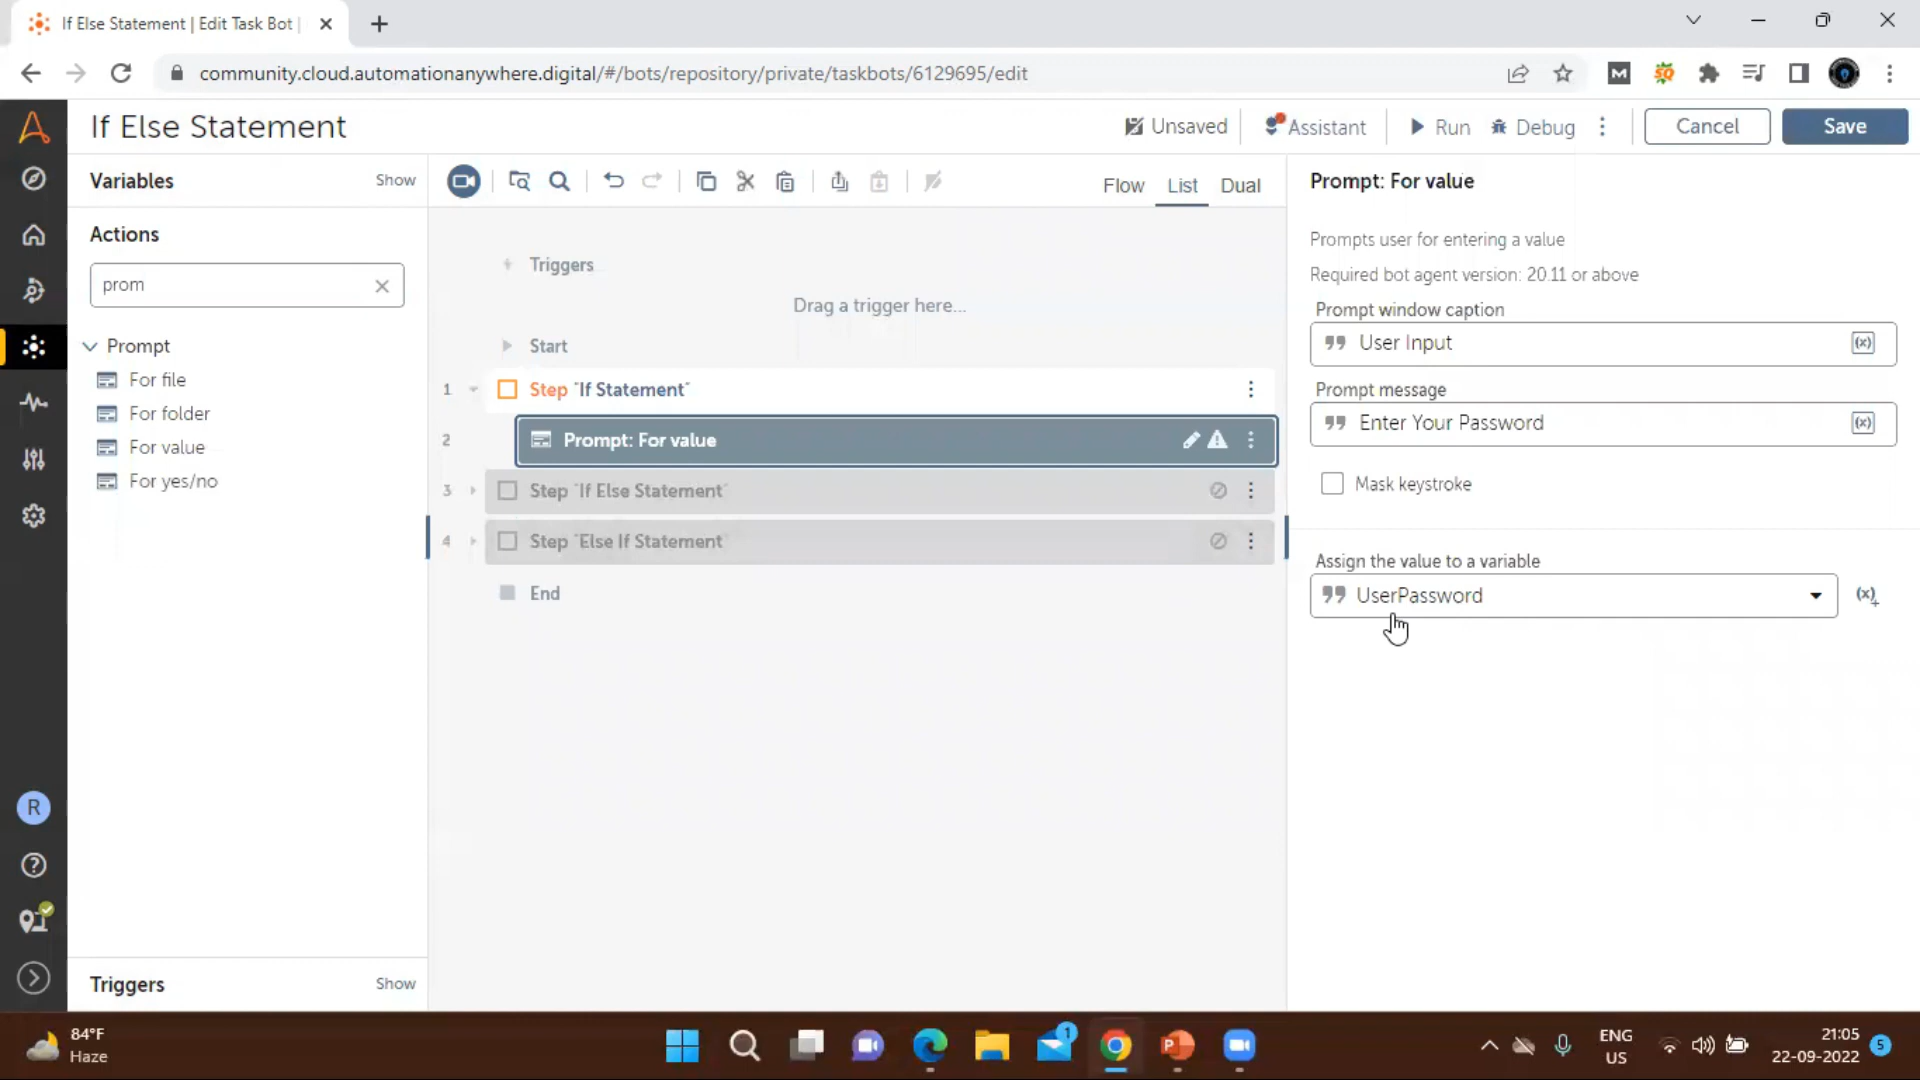 If Else Statement | Edit Task Bot |
community.cloud.automationanywhere.digital/#/bots/repository/private/taskbots/6129695/edit
If Else Statement
Unsaved
Assistant
Run
Debug
Cancel
Save
Variables
Show
Flow
List
Dual
Prompt: For value
Actions
prom
Prompt
For file
For folder
For value
For yes/no
Triggers
Drag a trigger here...
Start
1
Step "If Statement"
2
Prompt: For value
3
Step "If Else Statement"
4
Step "Else If Statement
End
Prompts user for entering a value
Required bot agent version: 20.11 or above
Prompt window caption
User Input
(x)
Prompt message
Enter Your Password
(x)
Mask keystroke
Assign the value to a variable
UserPassword
(x)+
R
Triggers
Show
84°F
Haze
1
ENG
US
21:05
22-09-2022
5